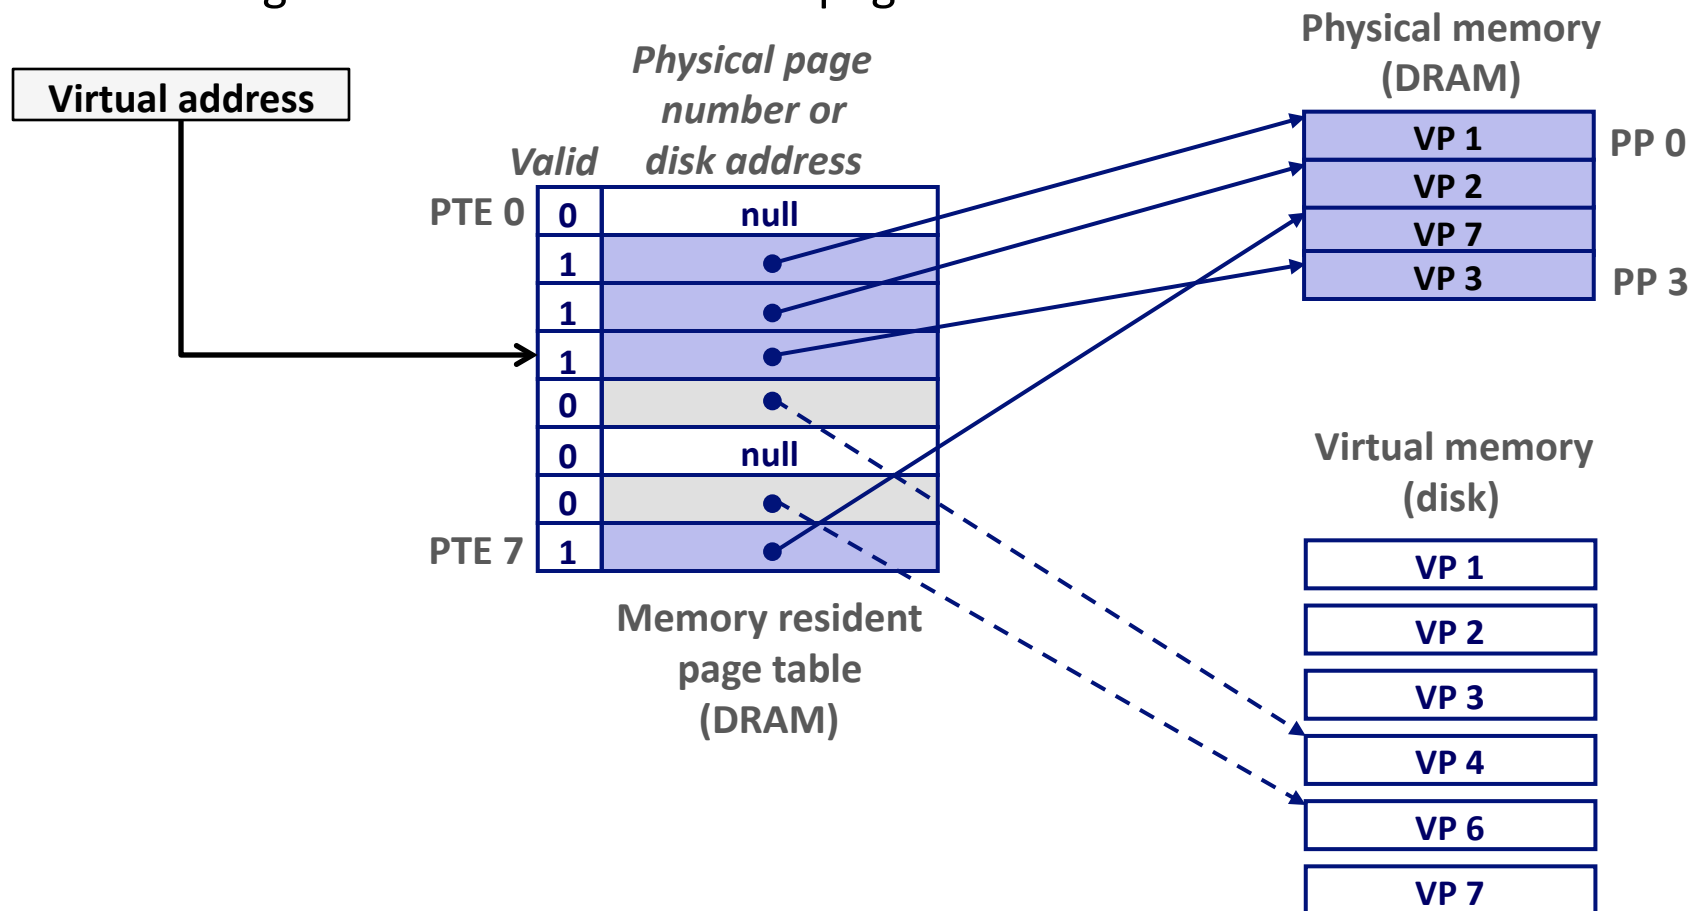 Virtual address
Physical page
number or
disk address
Valid
PTE 0
0
null
1
1
1
0
0
null
0
PTE 7
1
Memory resident
page table
(DRAM)
Physical memory
(DRAM)
VP 1
PP 0
VP 2
VP 7
VP 3
PP 3
Virtual memory
(disk)
VP 1
VP 2
VP 3
VP 4
VP 6
VP 7